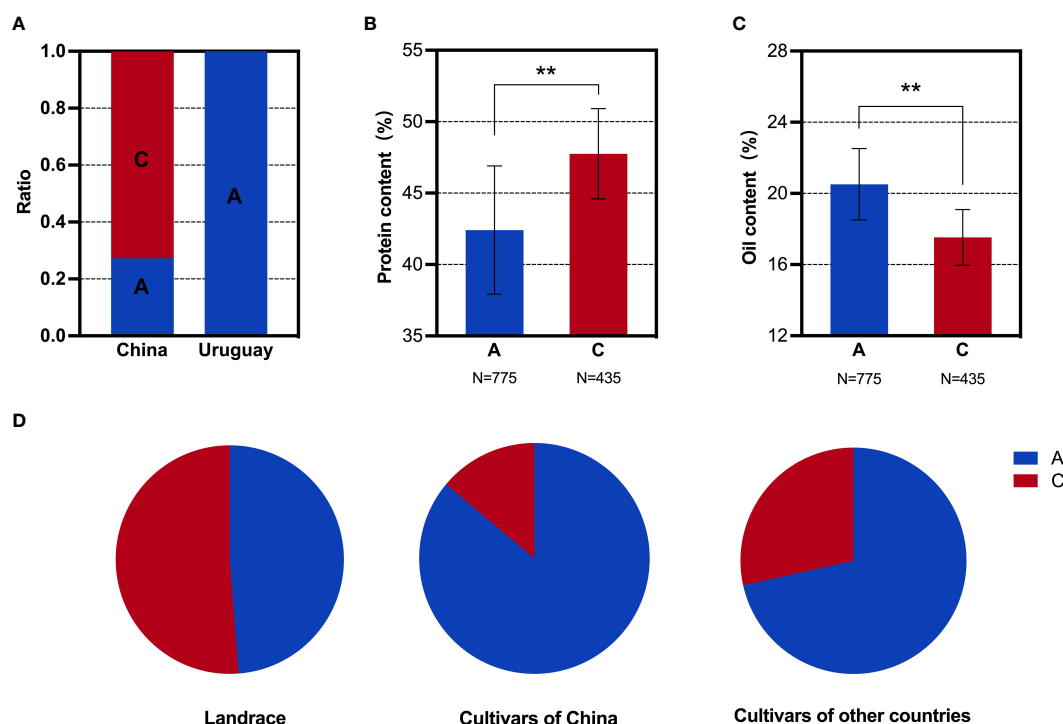 A
Ratio
1.0
0.8
0.6
0.4
0.2
0.0
C
A
A
China Uruguay
B
Protein content (%)
55
50
45
40
35
**
A C
N=775 N=435
C
Oil content (%)
28
24
20
16
12
**
A C
N=775 N=435
D
A
C
Landrace
Cultivars of China
Cultivars of other countries